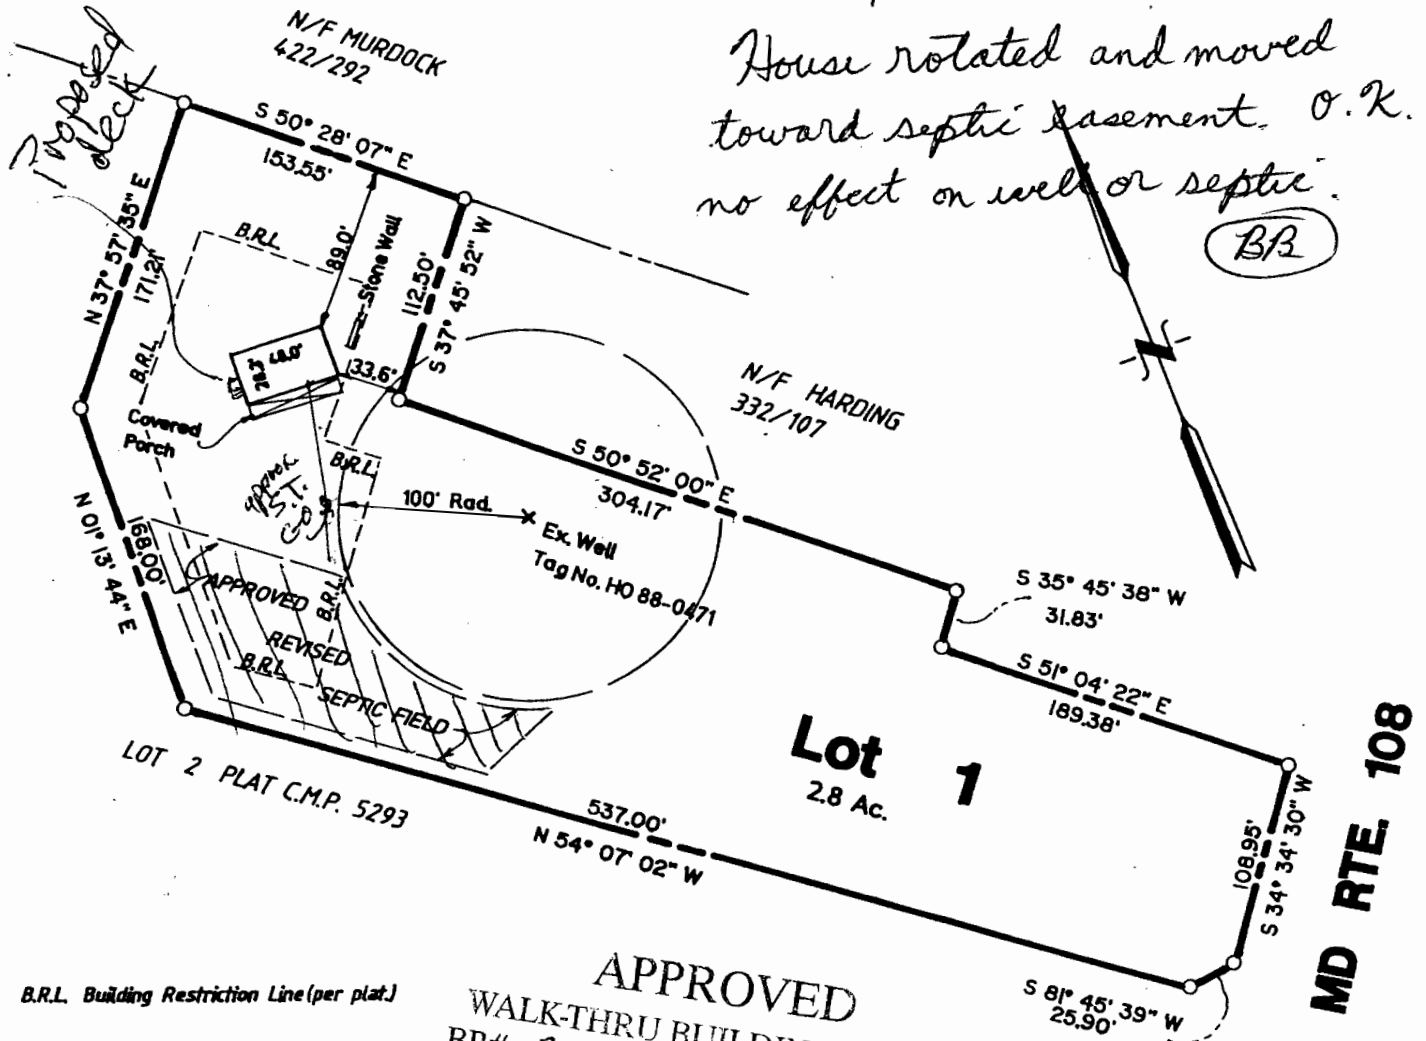 N/F MURDOCK
422/292
House rotated and moved
toward septic easement. O.K.
no effect on well or septic.
BB
Proposed
deck
S 50° 28' 07" E
153.55'
N 37° 57' 35" E
171.21'
B.R.L.
89.0'
Stone Wall
112.50'
S 37° 45' 52" W
B.R.L.
28.3'
48.0'
33.6'
N/F HARDING
332/107
Covered
Porch
B.R.L.
approx
S.T.
S 50° 52' 00" E
304.17'
100' Rad.
Ex. Well
Tag No. HO 88-0471
N 01° 13' 44" E
168.00'
APPROVED
REVISED
SEPTIC FIELD
B.R.L.
B.R.L.
S 35° 45' 38" W
31.83'
S 51° 04' 22" E
189.38'
Lot 1
2.8 Ac.
LOT 2 PLAT C.M.P. 5293
537.00'
N 54° 07' 02" W
108.95'
S 34° 34' 30" W
MD RTE. 108
S 81° 45' 39" W
25.90'
B.R.L. Building Restriction Line (per plat.)
APPROVED
WALK-THRU